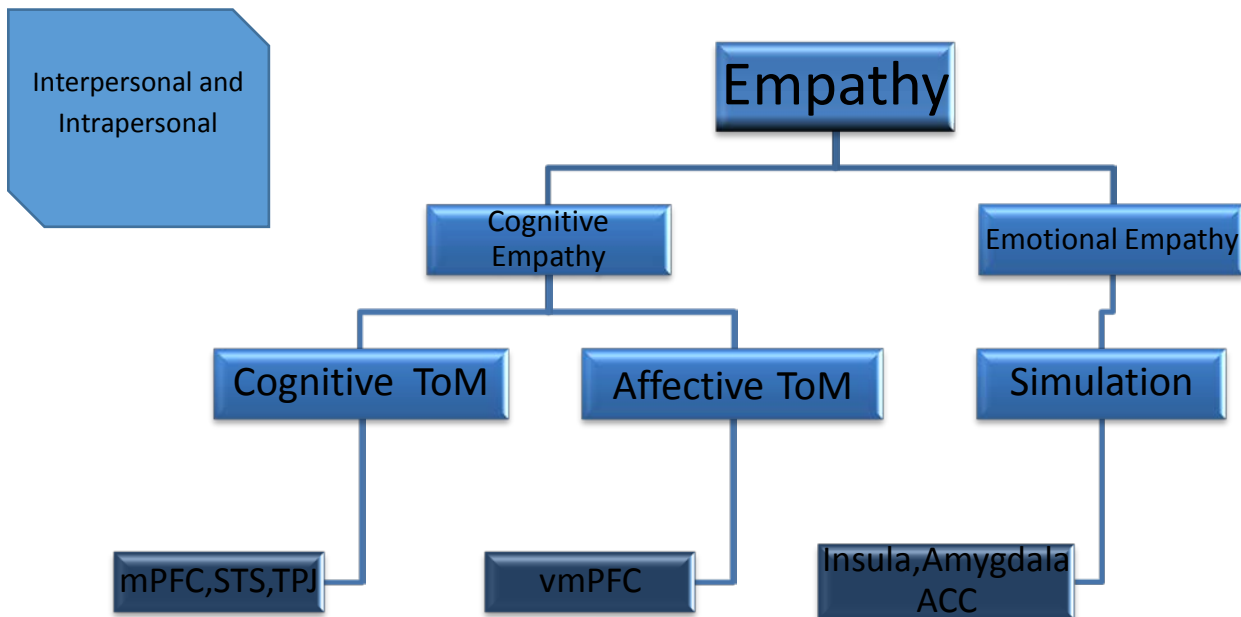 Interpersonal and
Intrapersonal
Empathy
Cognitive
Empathy
Emotional Empathy
Cognitive ToM
Affective ToM
Simulation
mPFC,STS,TPJ
vmPFC
Insula,Amygdala
ACC